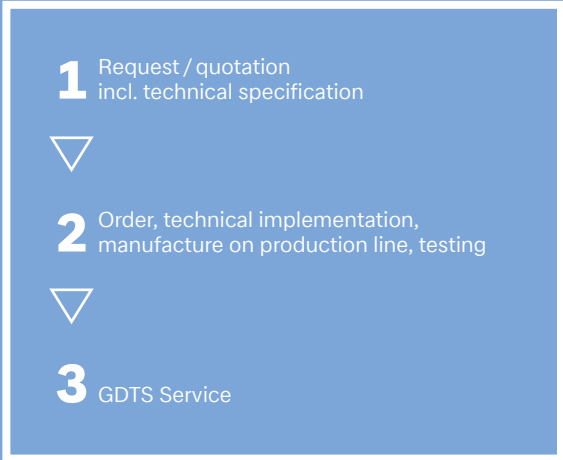 1 Request / quotation
incl. technical specification
2 Order, technical implementation,
manufacture on production line, testing
3 GDTS Service